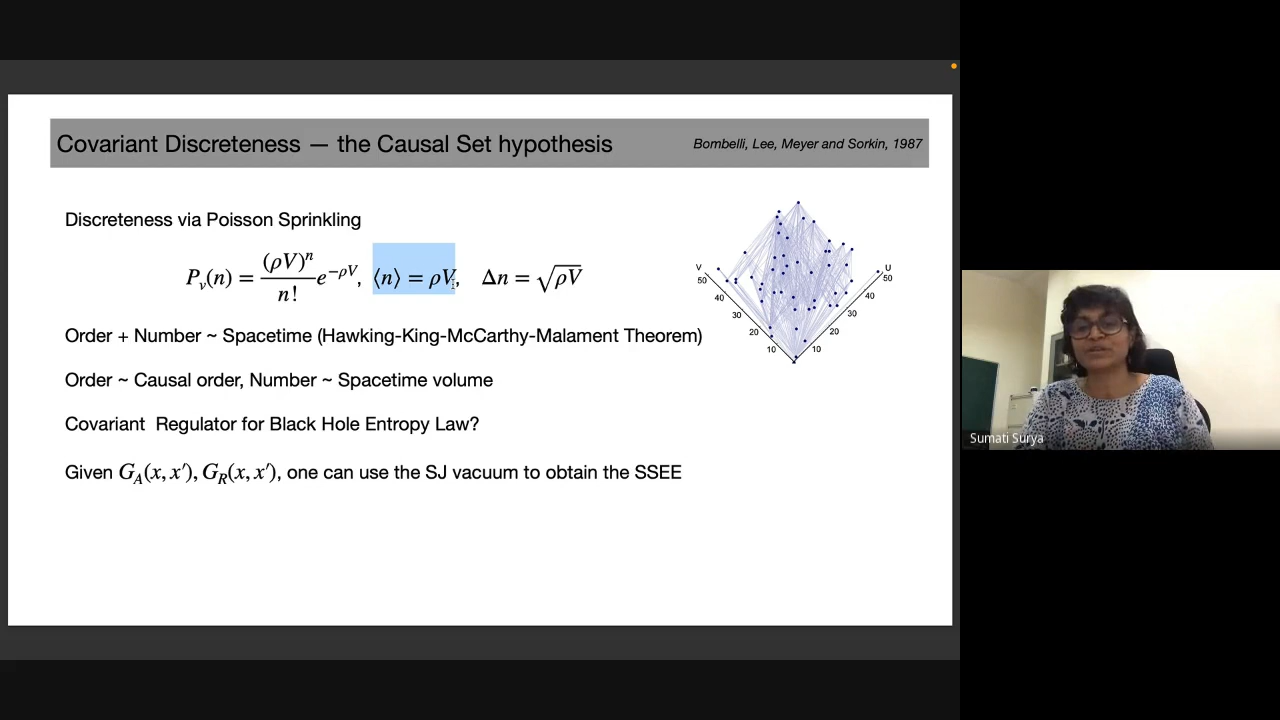 Covariant Discreteness — the Causal Set hypothesis
Bombelli, Lee, Meyer and Sorkin, 1987
Discreteness via Poisson Sprinkling
P_v(n) = (ρV)^n / n! e^{−ρV}, ⟨n⟩ = ρV, Δn = √ρV
Order + Number ~ Spacetime (Hawking-King-McCarthy-Malament Theorem)
Order ~ Causal order, Number ~ Spacetime volume
Covariant Regulator for Black Hole Entropy Law?
Given G_A(x, x′), G_R(x, x′), one can use the SJ vacuum to obtain the SSEE
V U
50 50
40 40
30 30
20 20
10 10
Sumati Surya